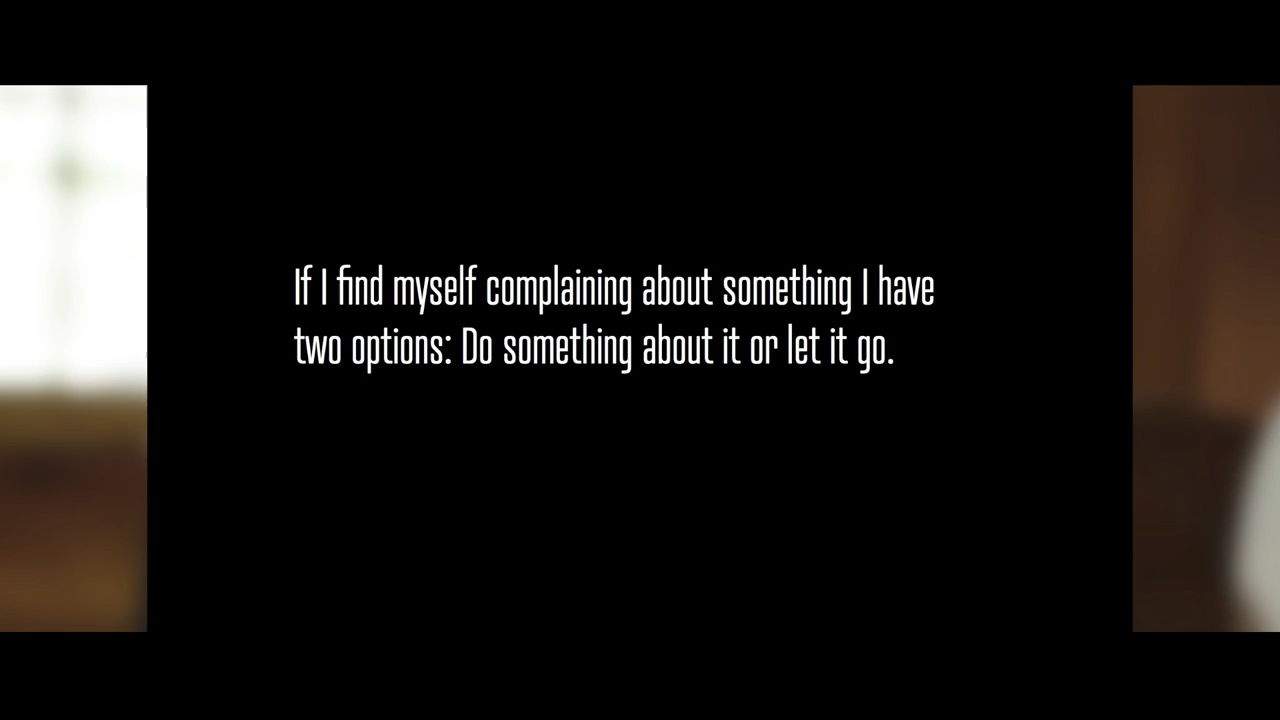 If I find myself complaining about something I have
two options: Do something about it or let it go.